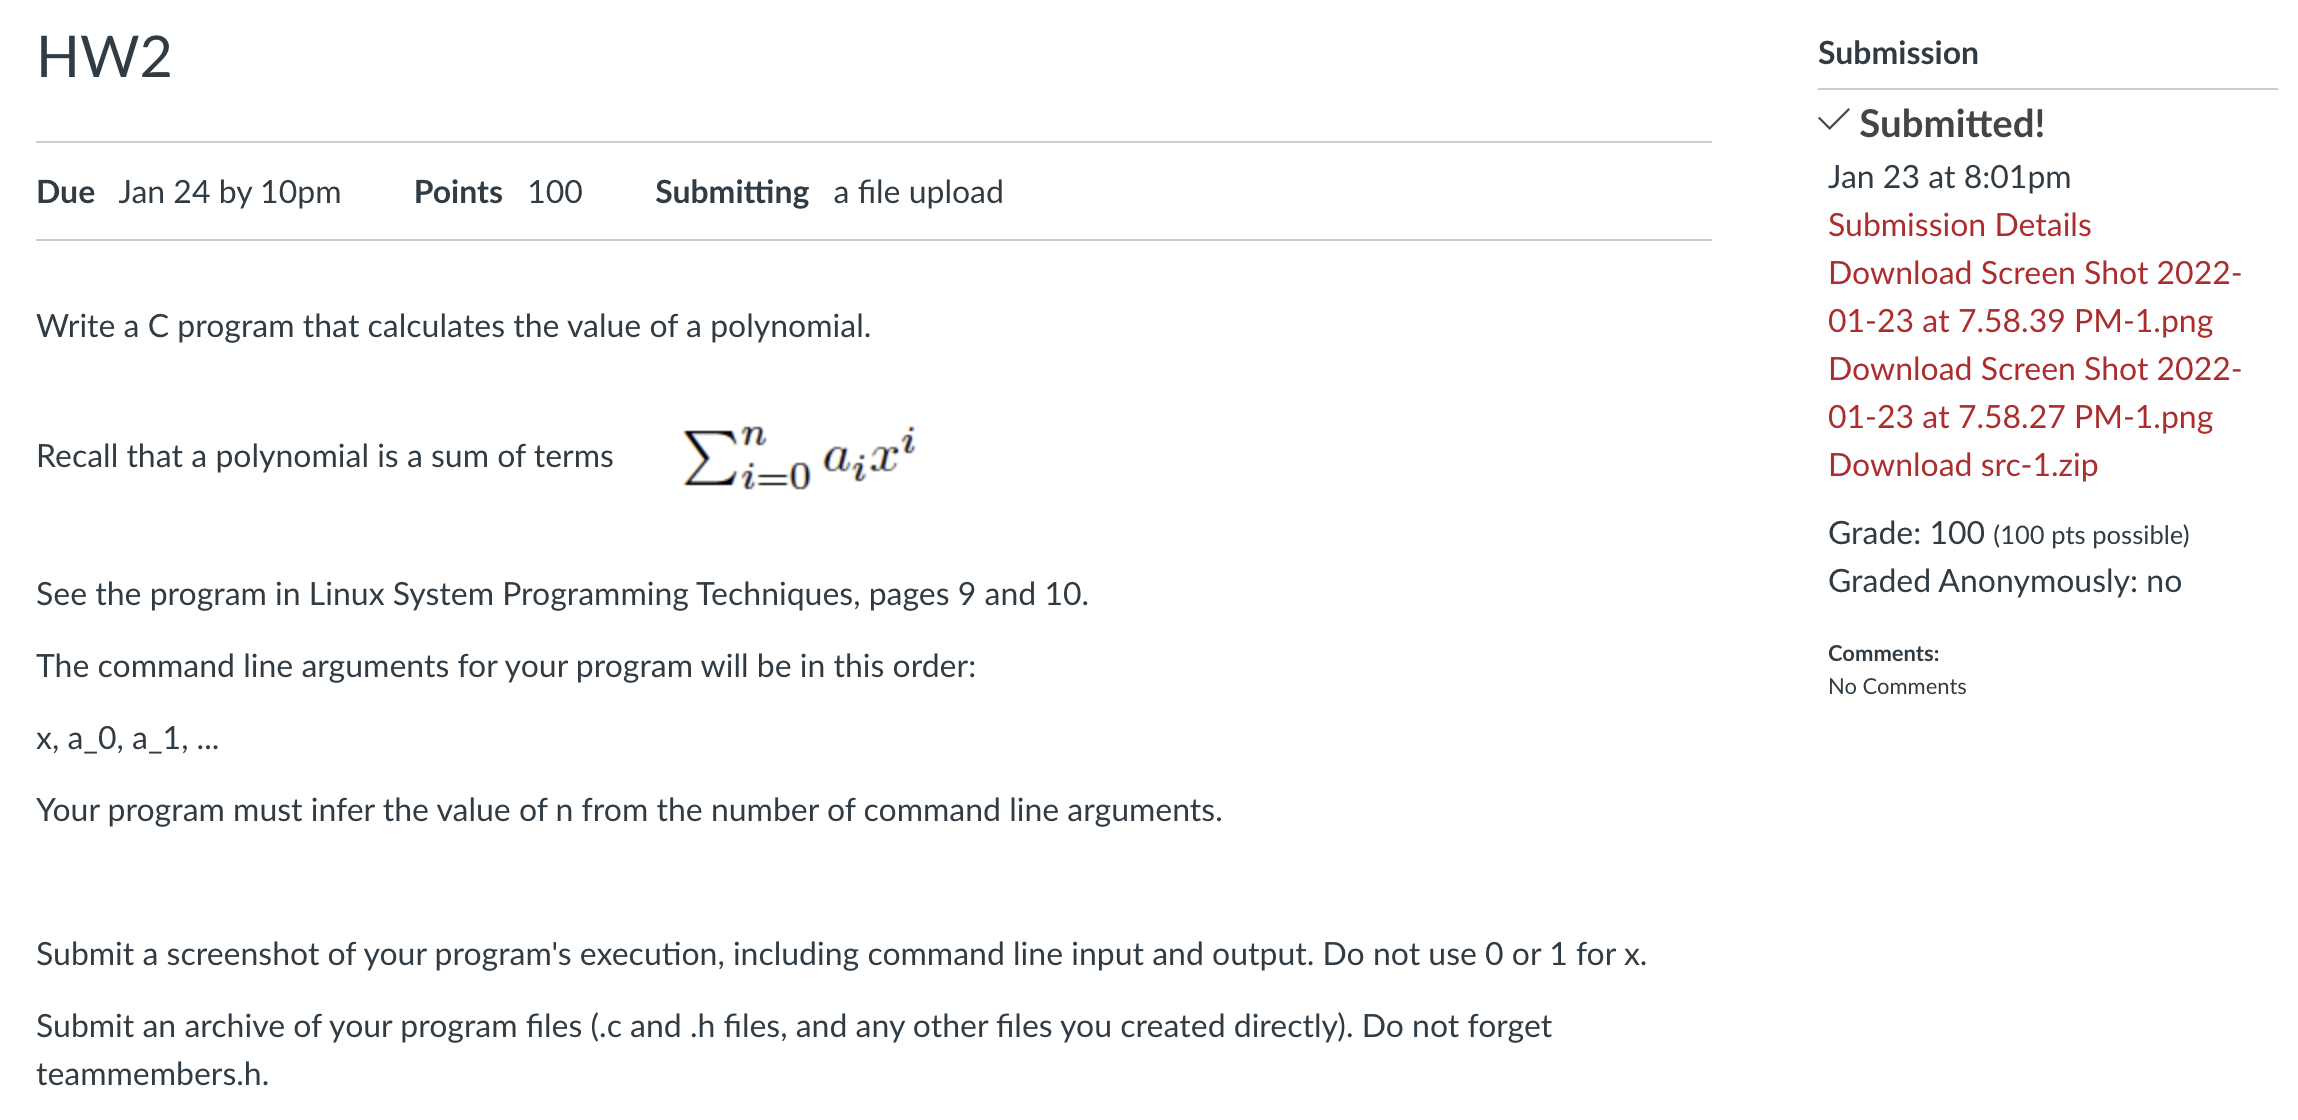 HW2
Due Jan 24 by 10pm Points 100 Submitting a file upload
Write a C program that calculates the value of a polynomial.
Recall that a polynomial is a sum of terms ∑ⁿᵢ₌₀ aᵢxⁱ
See the program in Linux System Programming Techniques, pages 9 and 10.
The command line arguments for your program will be in this order:
x, a_0, a_1, ...
Your program must infer the value of n from the number of command line arguments.
Submit a screenshot of your program's execution, including command line input and output. Do not use 0 or 1 for x.
Submit an archive of your program files (.c and .h files, and any other files you created directly). Do not forget
teammembers.h.
Submission
✓ Submitted!
Jan 23 at 8:01pm
Submission Details
Download Screen Shot 2022-
01-23 at 7.58.39 PM-1.png
Download Screen Shot 2022-
01-23 at 7.58.27 PM-1.png
Download src-1.zip
Grade: 100 (100 pts possible)
Graded Anonymously: no
Comments:
No Comments